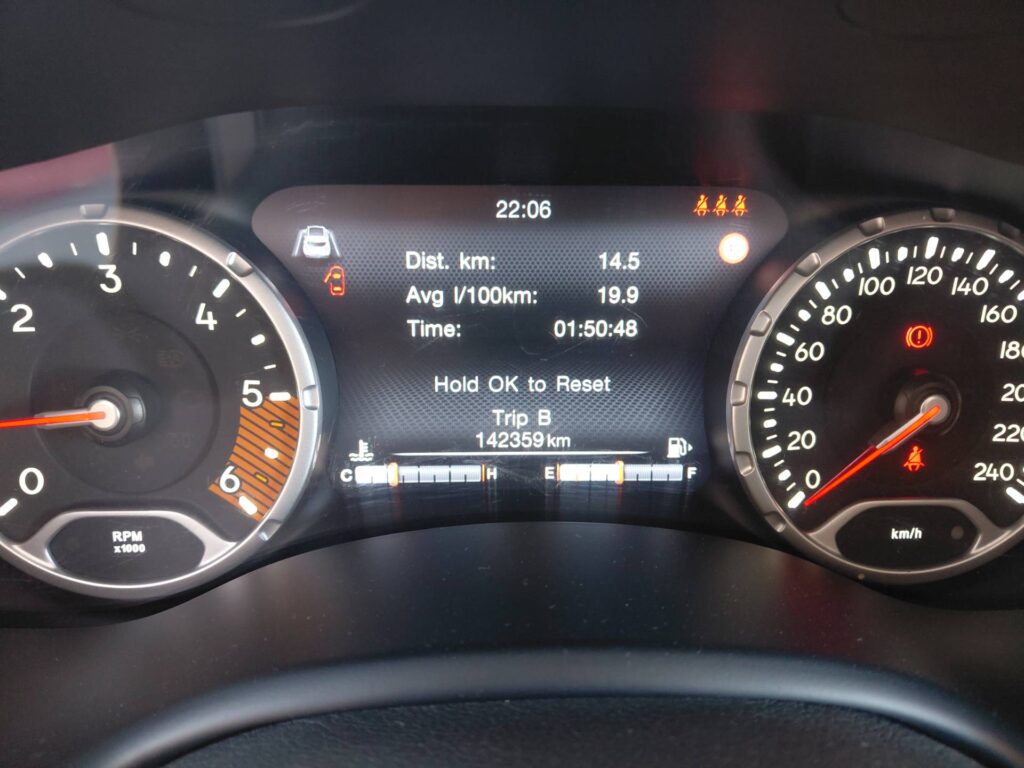 22:06
Dist. km: 14.5
Avg l/100km: 19.9
Time: 01:50:48
Hold OK to Reset
Trip B
142359 km
C H E F
0 2 3 4 5 6
RPM
x1000
0 20 40 60 80 100 120 140 160 220 240
km/h